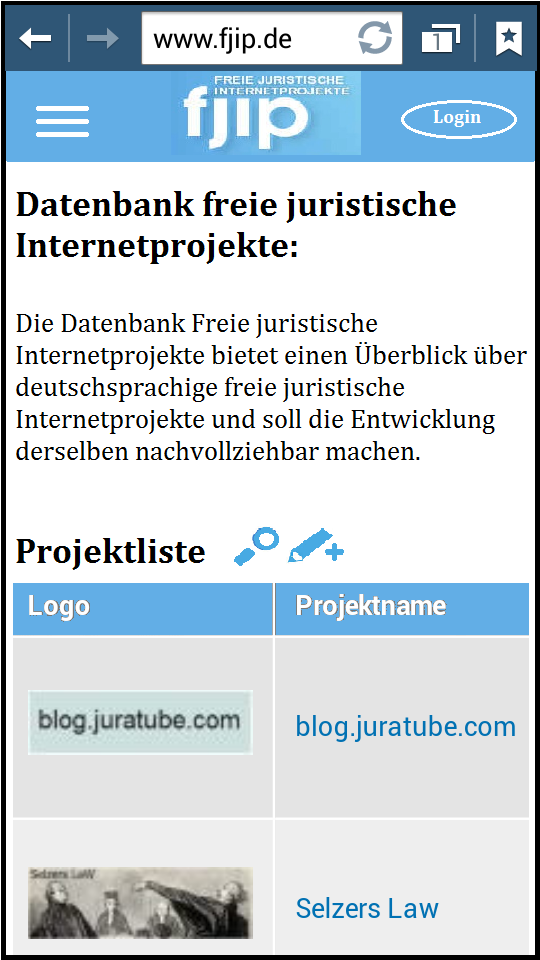 www.fjip.de
1
FREIE JURISTISCHE
INTERNETPROJEKTE
fjip
Login
Datenbank freie juristische
Internetprojekte:
Die Datenbank Freie juristische
Internetprojekte bietet einen Überblick über
deutschsprachige freie juristische
Internetprojekte und soll die Entwicklung
derselben nachvollziehbar machen.
Projektliste
Logo
Projektname
blog.juratube.com
blog.juratube.com
Selzers Law
Selzers Law